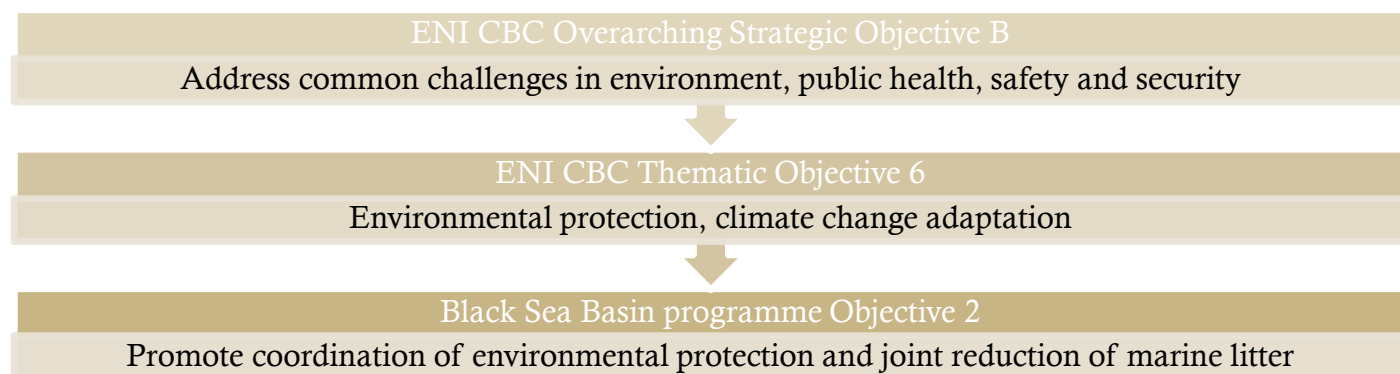 ENI CBC Overarching Strategic Objective B
Address common challenges in environment, public health, safety and security
ENI CBC Thematic Objective 6
Environmental protection, climate change adaptation
Black Sea Basin programme Objective 2
Promote coordination of environmental protection and joint reduction of marine litter